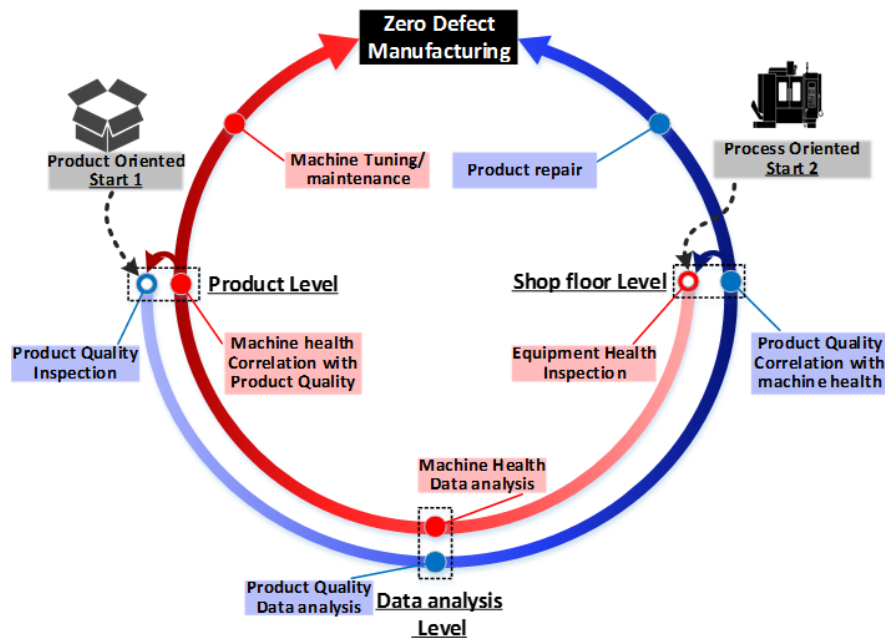 Zero Defect
Manufacturing
Product Oriented
Start 1
Process Oriented
Start 2
Machine Tuning/
maintenance
Product repair
Product Level
Shop floor Level
Product Quality
Inspection
Machine health
Correlation with
Product Quality
Equipment Health
Inspection
Product Quality
Correlation with
machine health
Machine Health
Data analysis
Product Quality
Data analysis
Data analysis
Level